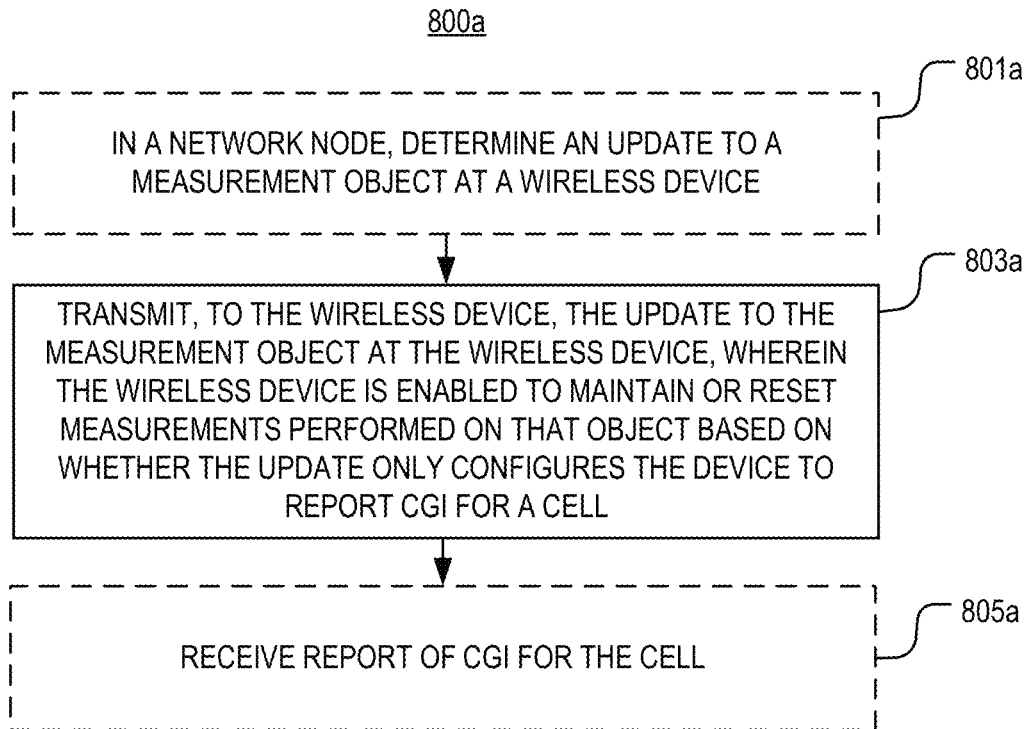 800a
801a
IN A NETWORK NODE, DETERMINE AN UPDATE TO A
MEASUREMENT OBJECT AT A WIRELESS DEVICE
803a
TRANSMIT, TO THE WIRELESS DEVICE, THE UPDATE TO THE
MEASUREMENT OBJECT AT THE WIRELESS DEVICE, WHEREIN
THE WIRELESS DEVICE IS ENABLED TO MAINTAIN OR RESET
MEASUREMENTS PERFORMED ON THAT OBJECT BASED ON
WHETHER THE UPDATE ONLY CONFIGURES THE DEVICE TO
REPORT CGI FOR A CELL
805a
RECEIVE REPORT OF CGI FOR THE CELL